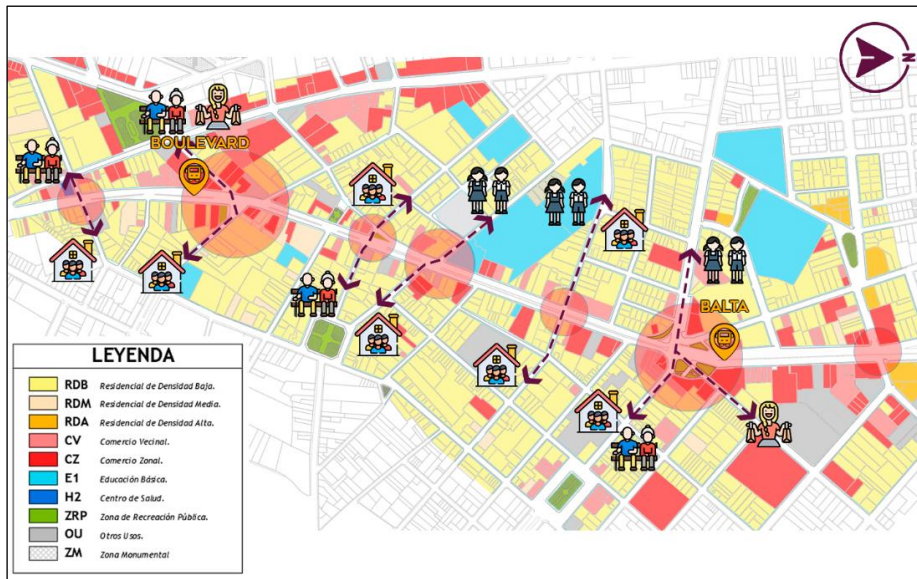 N
BOULEVARD
BALTA
LEYENDA
RDB Residencial de Densidad Baja.
RDM Residencial de Densidad Media.
RDA Residencial de Densidad Alta.
CV Comercio Vecinal.
CZ Comercio Zonal.
E1 Educación Básica.
H2 Centro de Salud.
ZRP Zona de Recreación Pública.
OU Otros Usos.
ZM Zona Monumental